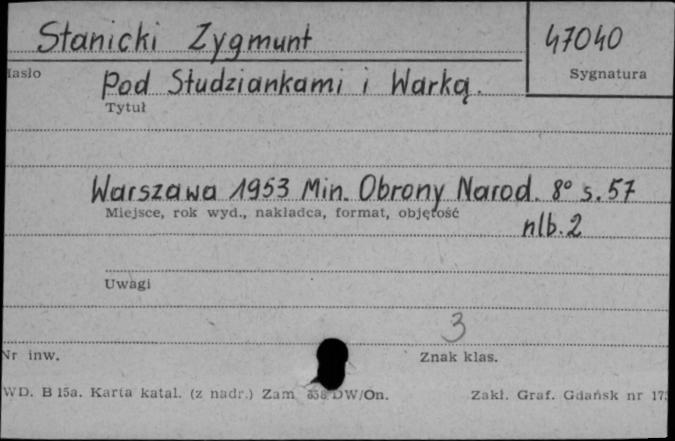 Stanicki Zygmunt 47040
Hasło Sygnatura
Pod Studziankami i Warką.
Tytuł
Warszawa 1953 Min. Obrony Narod. 8° s. 57
Miejsce, rok wyd., nakładca, format, objętość
nlb. 2
Uwagi
3
Nr inw. Znak klas.
WD. B 15a. Karta katal. (z nadr.) Zam DW/On. Zakł. Graf. Gdańsk nr